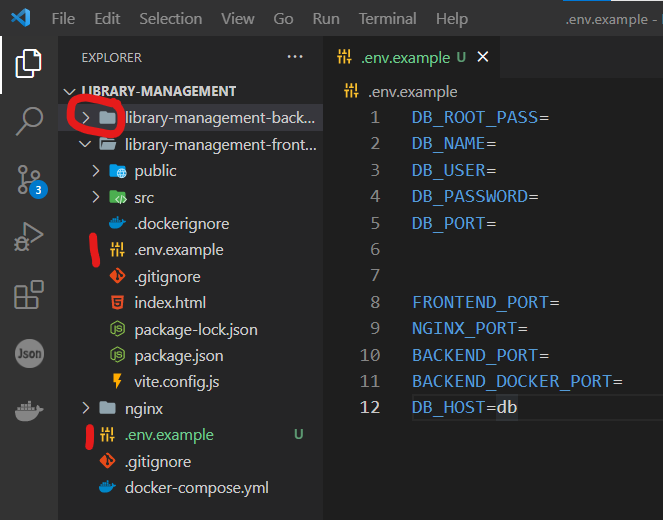 File Edit Selection View Go Run Terminal Help .env.example -
EXPLORER ... .env.example U
LIBRARY-MANAGEMENT .env.example
library-management-back...
library-management-front...
public
src
.dockerignore
.env.example
.gitignore
index.html
package-lock.json
package.json
vite.config.js
nginx
.env.example U
.gitignore
docker-compose.yml
3
Json
1 DB_ROOT_PASS=
2 DB_NAME=
3 DB_USER=
4 DB_PASSWORD=
5 DB_PORT=
6
7
8 FRONTEND_PORT=
9 NGINX_PORT=
10 BACKEND_PORT=
11 BACKEND_DOCKER_PORT=
12 DB_HOST=db